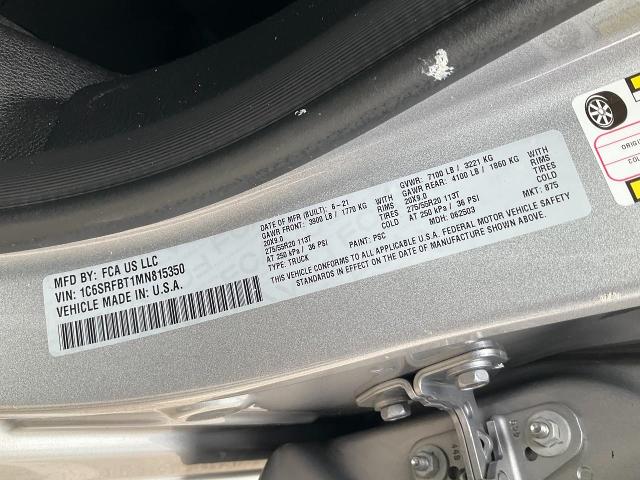 MFD BY: FCA US LLC
VIN: 1C6SRFBT1MN815350
VEHICLE MADE IN U.S.A.
DATE OF MFR (BUILT): 6-21
GAWR FRONT: 3900 LB / 1770 KG WITH
20X9.0 RIMS
275/55R20 113T TIRES
AT 250 kPa / 36 PSI COLD
TYPE: TRUCK
PAINT: PSC
GVWR: 7100 LB / 3221 KG
GAWR REAR: 4100 LB / 1860 KG WITH
20X9.0 RIMS
275/55R20 113T TIRES
AT 250 kPa / 36 PSI COLD
MDH: 062503
MKT: 875
THIS VEHICLE CONFORMS TO ALL APPLICABLE U.S.A. FEDERAL MOTOR VEHICLE SAFETY
STANDARDS IN EFFECT ON THE DATE OF MANUFACTURE SHOWN ABOVE
ORIGI
449